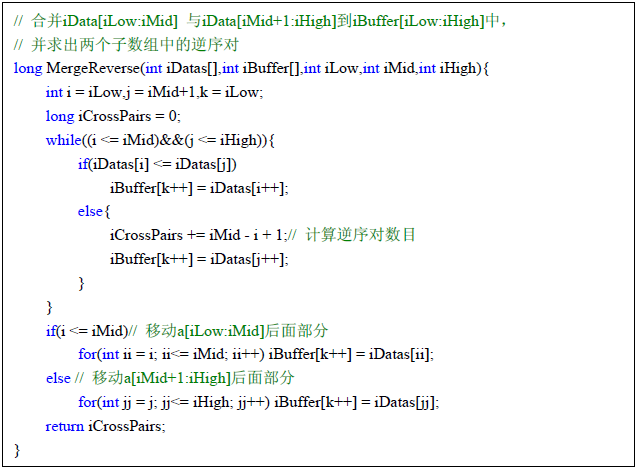 // 合并iData[iLow:iMid] 与iData[iMid+1:iHigh]到iBuffer[iLow:iHigh]中，
// 并求出两个子数组中的逆序对
long MergeReverse(int iDatas[],int iBuffer[],int iLow,int iMid,int iHigh){
int i = iLow,j = iMid+1,k = iLow;
long iCrossPairs = 0;
while((i <= iMid)&&(j <= iHigh)){
if(iDatas[i] <= iDatas[j])
iBuffer[k++] = iDatas[i++];
else{
iCrossPairs += iMid - i + 1;// 计算逆序对数目
iBuffer[k++] = iDatas[j++];
}
}
if(i <= iMid)// 移动a[iLow:iMid]后面部分
for(int ii = i; ii<= iMid; ii++) iBuffer[k++] = iDatas[ii];
else // 移动a[iMid+1:iHigh]后面部分
for(int jj = j; jj<= iHigh; jj++) iBuffer[k++] = iDatas[jj];
return iCrossPairs;
}